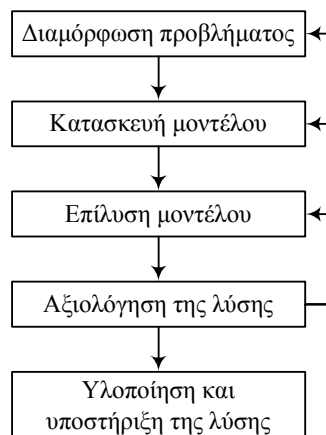 Διαμόρφωση προβλήματος
Κατασκευή μοντέλου
Επίλυση μοντέλου
Αξιολόγηση της λύσης
Υλοποίηση και
υποστήριξη της λύσης